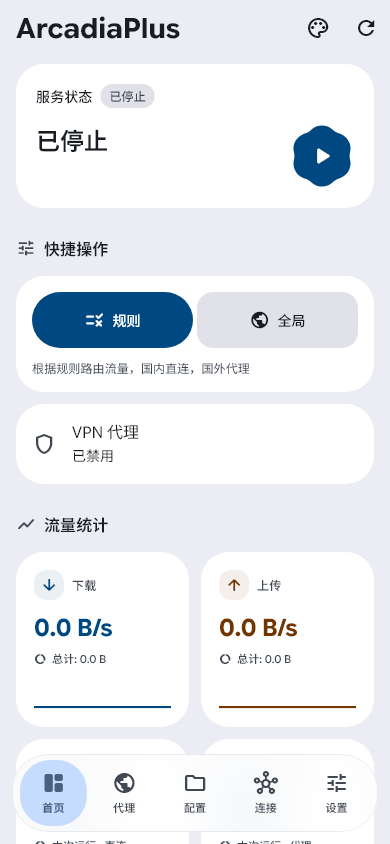 ArcadiaPlus
服务状态 已停止
已停止
快捷操作
规则 全局
根据规则路由流量，国内直连，国外代理
VPN 代理
已禁用
流量统计
下载 上传
0.0 B/s 0.0 B/s
总计: 0.0 B 总计: 0.0 B
首页 代理 配置 连接 设置